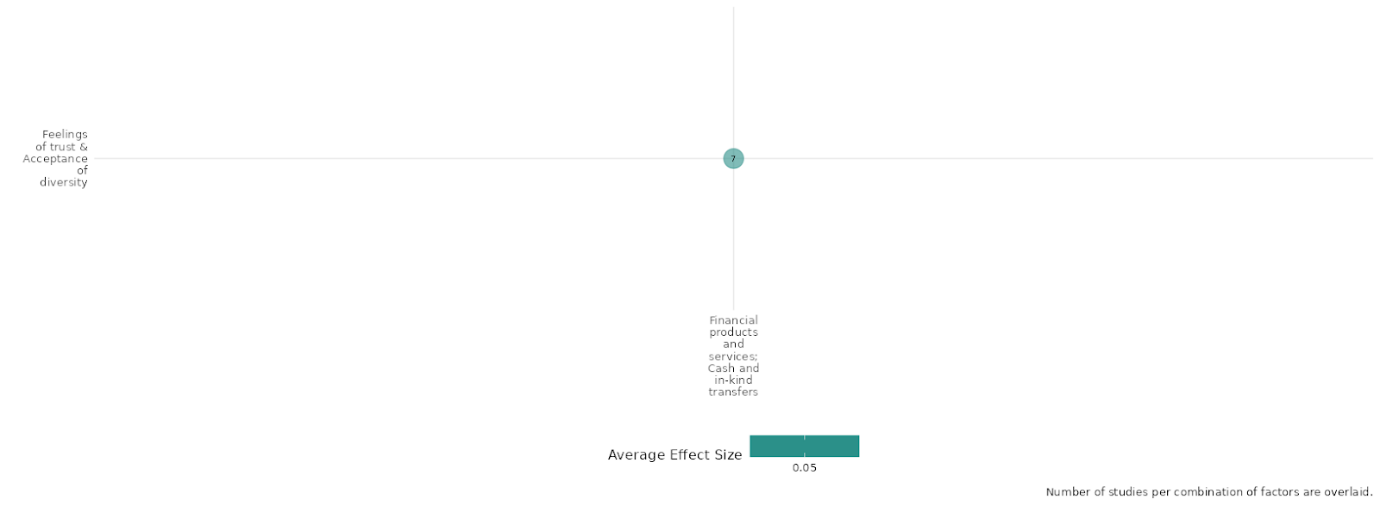 Feelings
of trust &
Acceptance
of
diversity
7
Financial
products
and
services;
Cash and
in-kind
transfers
Average Effect Size
0.05
Number of studies per combination of factors are overlaid.